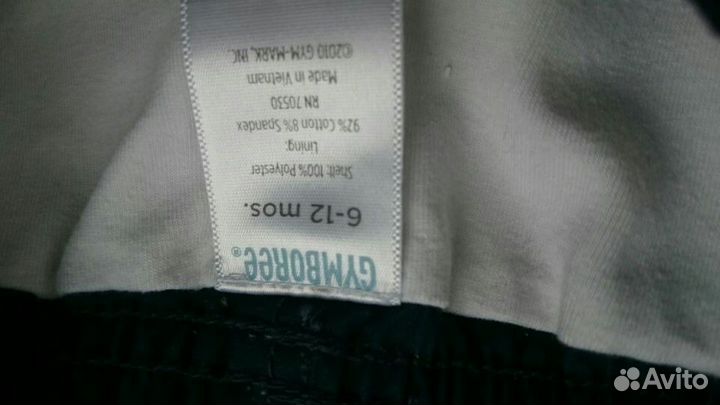 GYMBOREE®
6-12 mos.
Shell: 100% Polyester
Lining:
92% Cotton 8% Spandex
RN 70530
Made in Vietnam
©2010 GYM-MARK, INC.
Avito